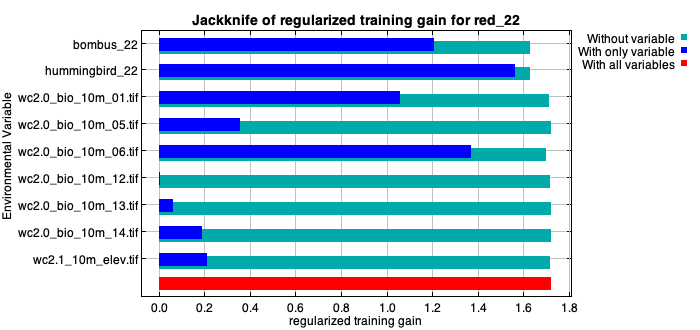 Jackknife of regularized training gain for red_22
Without variable
With only variable
With all variables
Environmental Variable
bombus_22
hummingbird_22
wc2.0_bio_10m_01.tif
wc2.0_bio_10m_05.tif
wc2.0_bio_10m_06.tif
wc2.0_bio_10m_12.tif
wc2.0_bio_10m_13.tif
wc2.0_bio_10m_14.tif
wc2.1_10m_elev.tif
0.0 0.2 0.4 0.6 0.8 1.0 1.2 1.4 1.6 1.8
regularized training gain